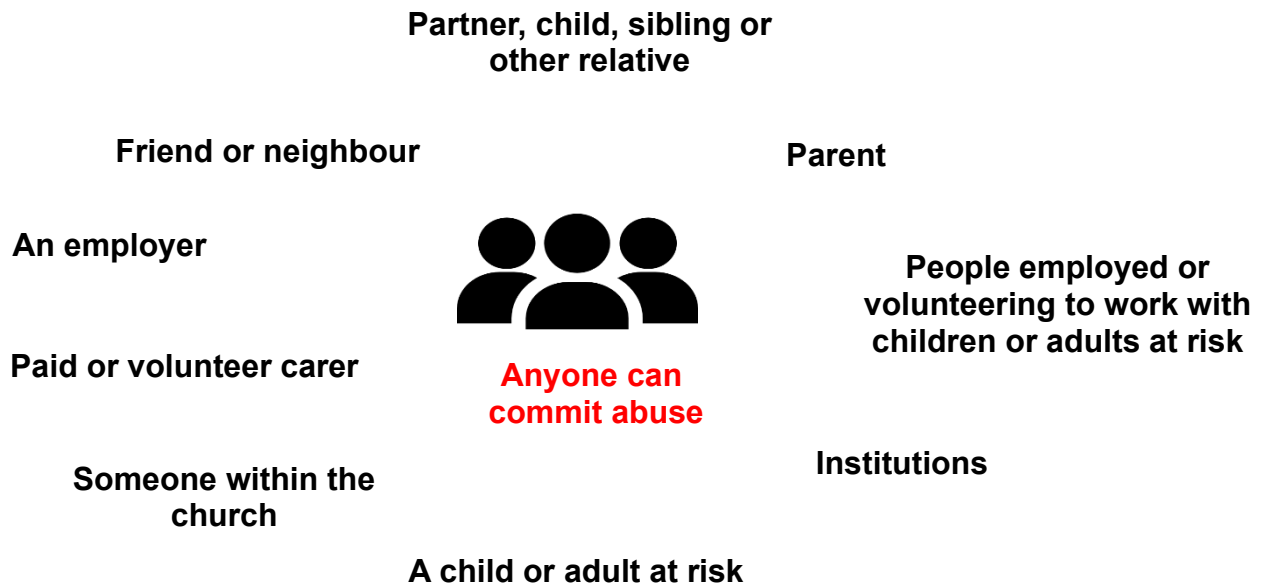 Partner, child, sibling or
other relative
Friend or neighbour
Parent
An employer
People employed or
volunteering to work with
children or adults at risk
Paid or volunteer carer
Anyone can
commit abuse
Institutions
Someone within the
church
A child or adult at risk